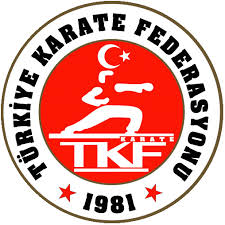 TÜRKİYE KARATE FEDERASYONU
KARATE
TKF
1981